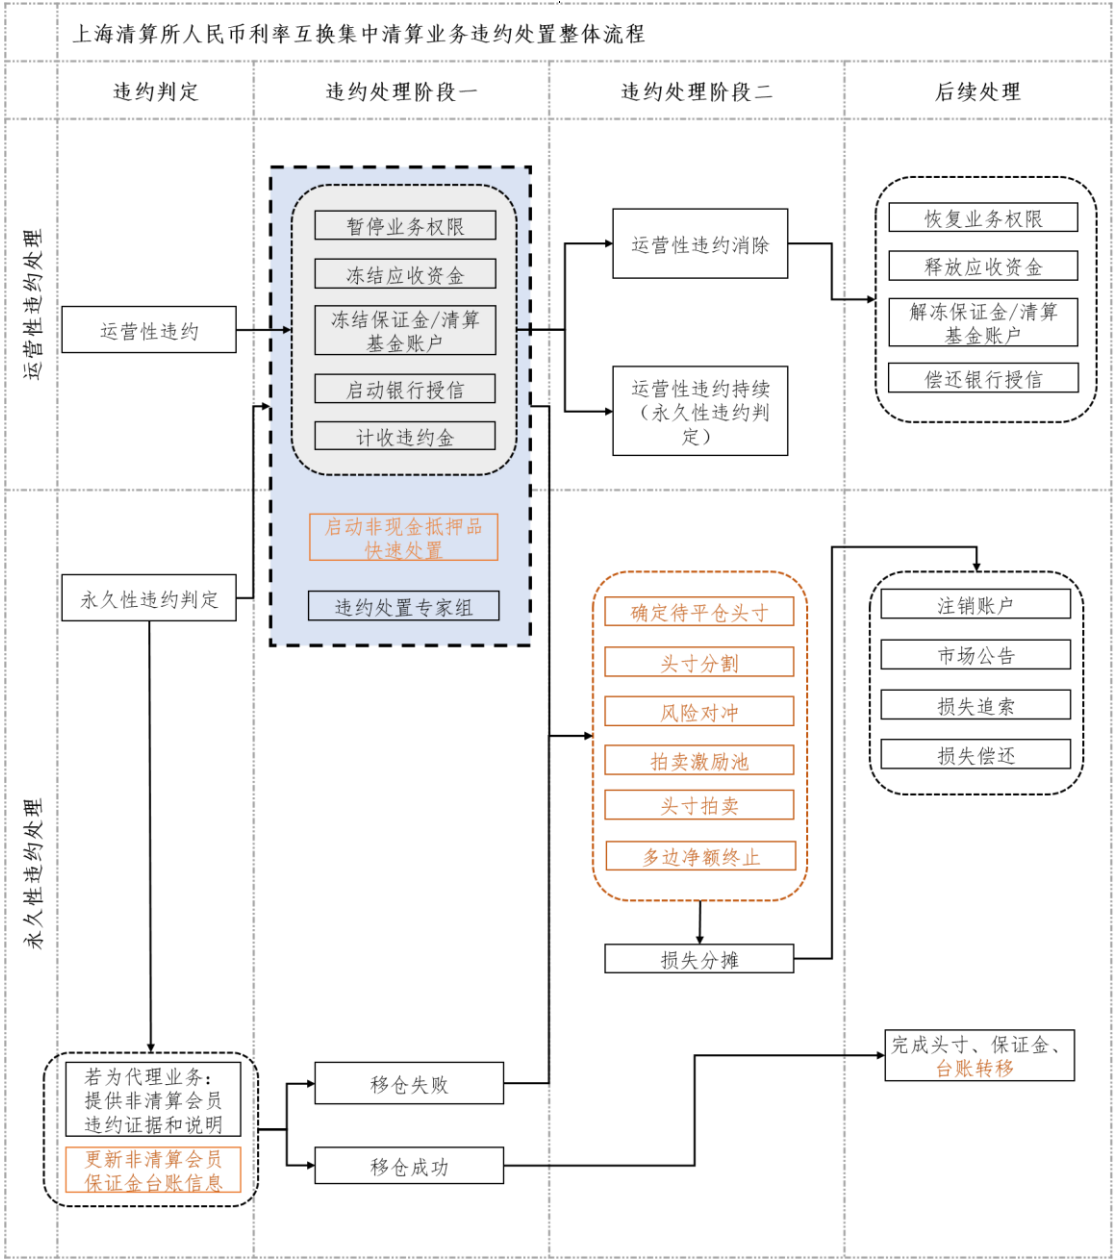 上海清算所人民币利率互换集中清算业务违约处置整体流程
违约判定
违约处理阶段一
违约处理阶段二
后续处理
运营性违约处理
运营性违约
暂停业务权限
冻结应收资金
冻结保证金/清算
基金账户
启动银行授信
计收违约金
启动非现金抵押品
快速处置
违约处置专家组
运营性违约消除
运营性违约持续
（永久性违约判
定）
恢复业务权限
释放应收资金
解冻保证金/清算
基金账户
偿还银行授信
永久性违约处理
永久性违约判定
确定待平仓头寸
头寸分割
风险对冲
拍卖激励池
头寸拍卖
多边净额终止
损失分摊
注销账户
市场公告
损失追索
损失偿还
若为代理业务：
提供非清算会员
违约证据和说明
更新非清算会员
保证金台账信息
移仓失败
移仓成功
完成头寸、保证金、
台账转移